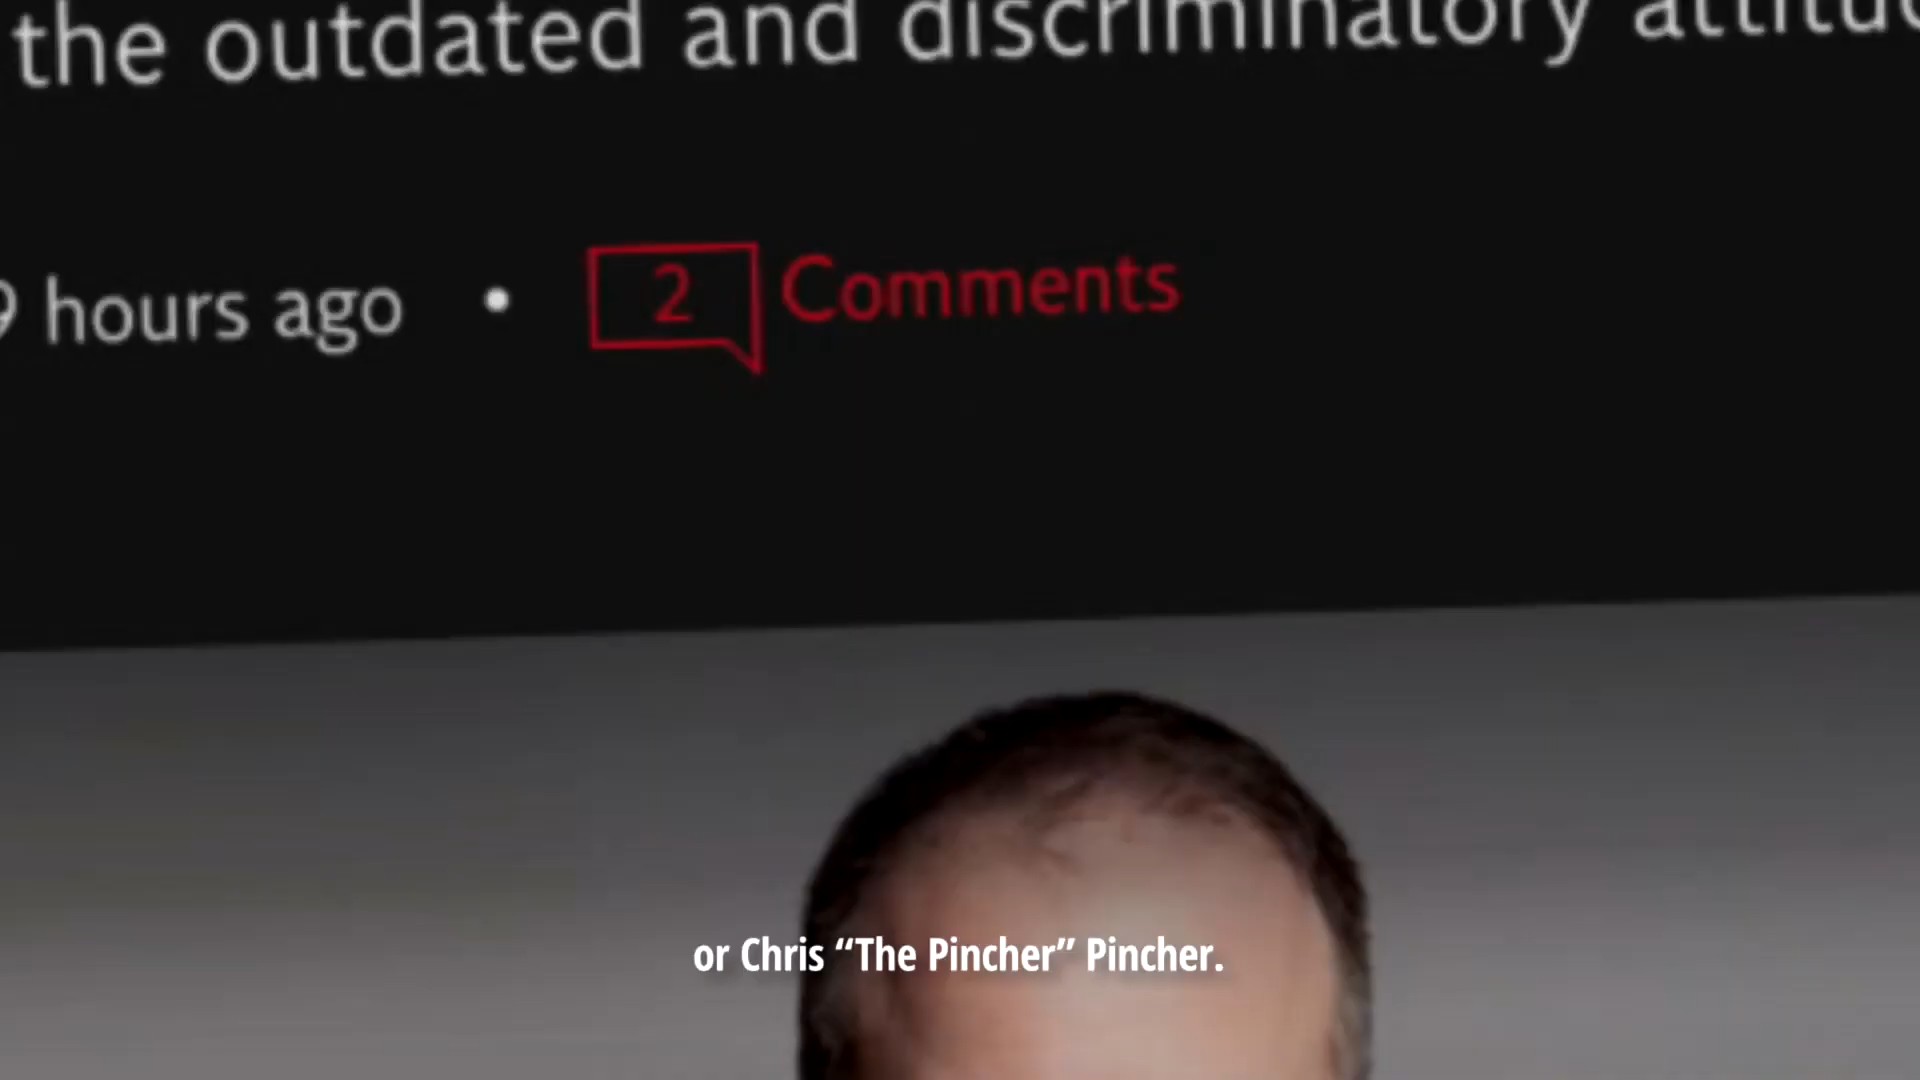 the outdated and discriminatory
hours ago • 2 Comments
or Chris “The Pincher” Pincher.